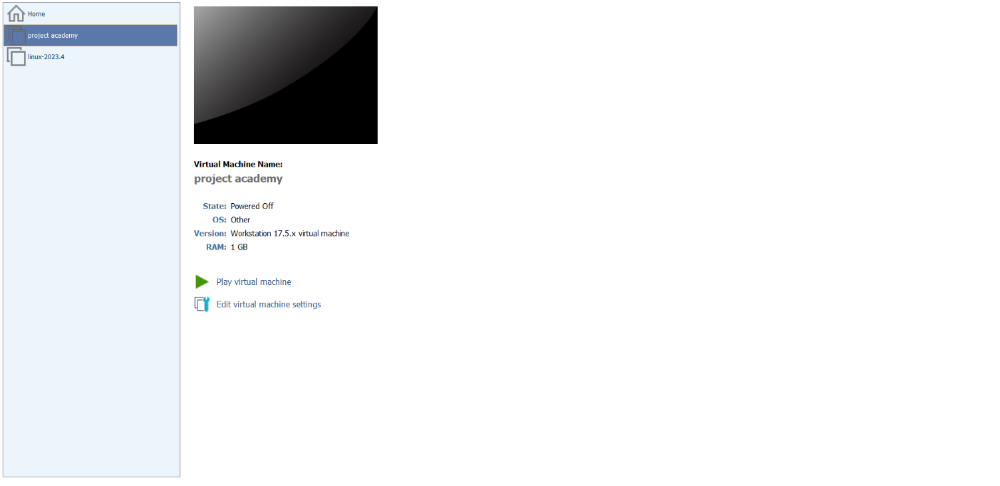 Home
project academy
linux-2023.4
Virtual Machine Name:
project academy
State: Powered Off
OS: Other
Version: Workstation 17.5.x virtual machine
RAM: 1 GB
Play virtual machine
Edit virtual machine settings